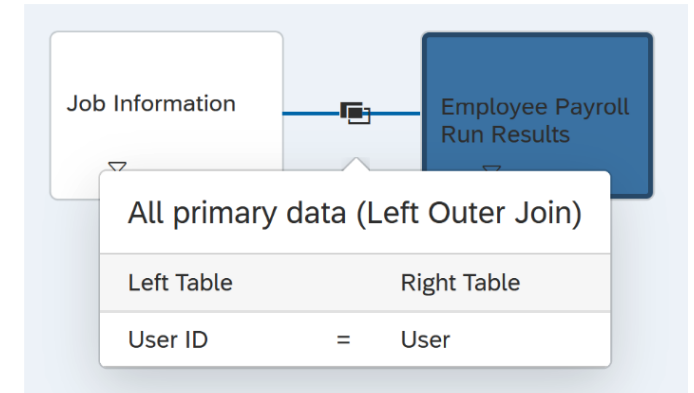 Job Information
Employee Payroll
Run Results
All primary data (Left Outer Join)
Left Table Right Table
User ID = User